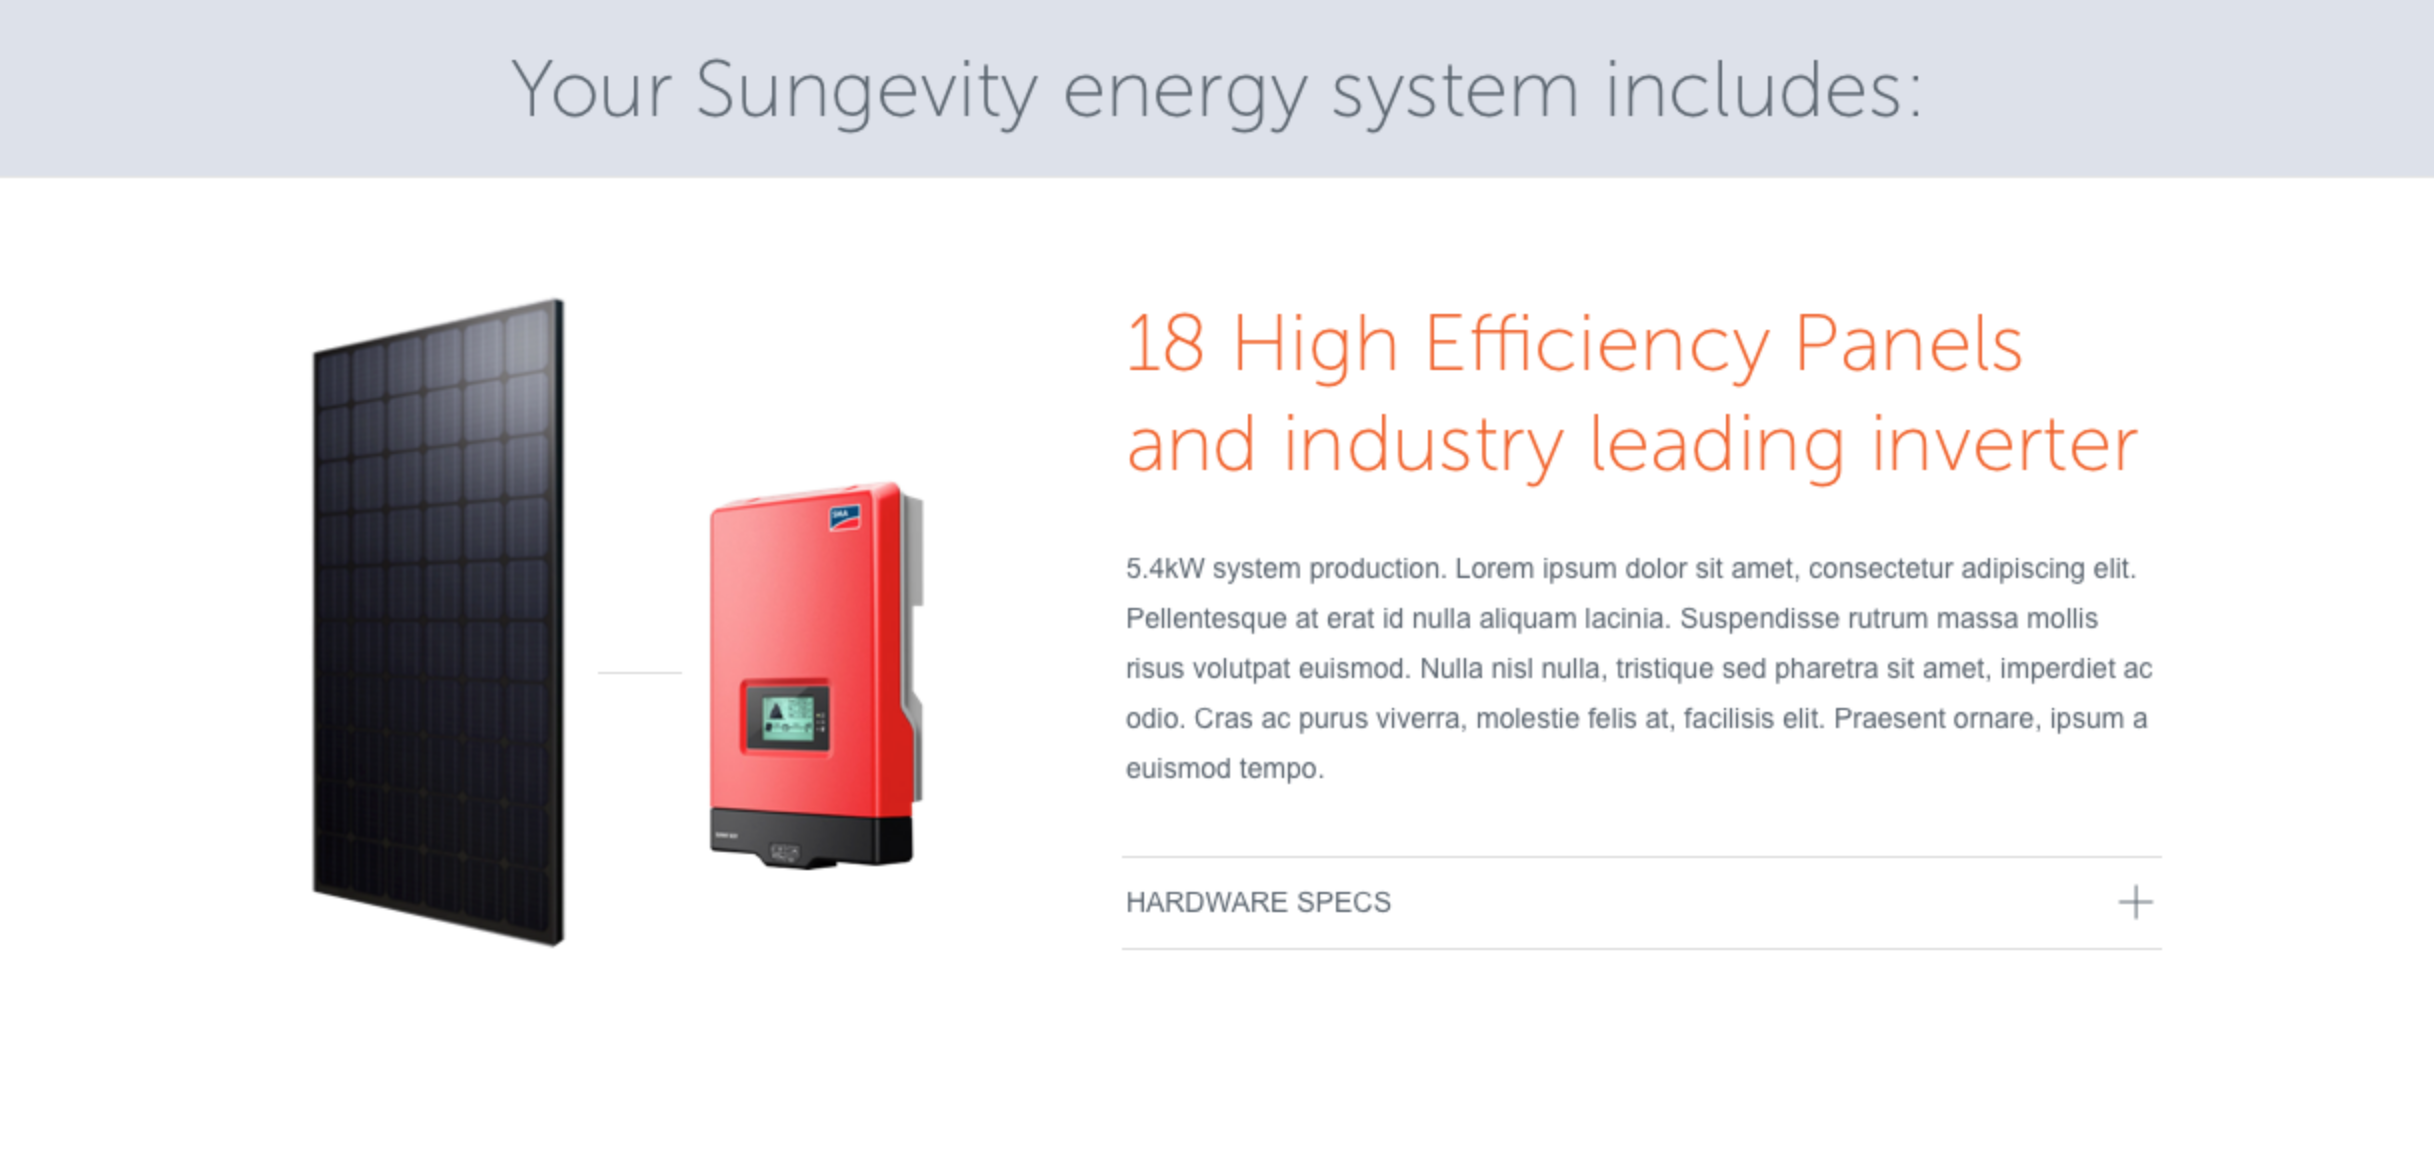 Your Sungevity energy system includes:
18 High Efficiency Panels
and industry leading inverter
SMA
5.4kW system production. Lorem ipsum dolor sit amet, consectetur adipiscing elit.
Pellentesque at erat id nulla aliquam lacinia. Suspendisse rutrum massa mollis
risus volutpat euismod. Nulla nisl nulla, tristique sed pharetra sit amet, imperdiet ac
odio. Cras ac purus viverra, molestie felis at, facilisis elit. Praesent ornare, ipsum a
euismod tempo.
HARDWARE SPECS